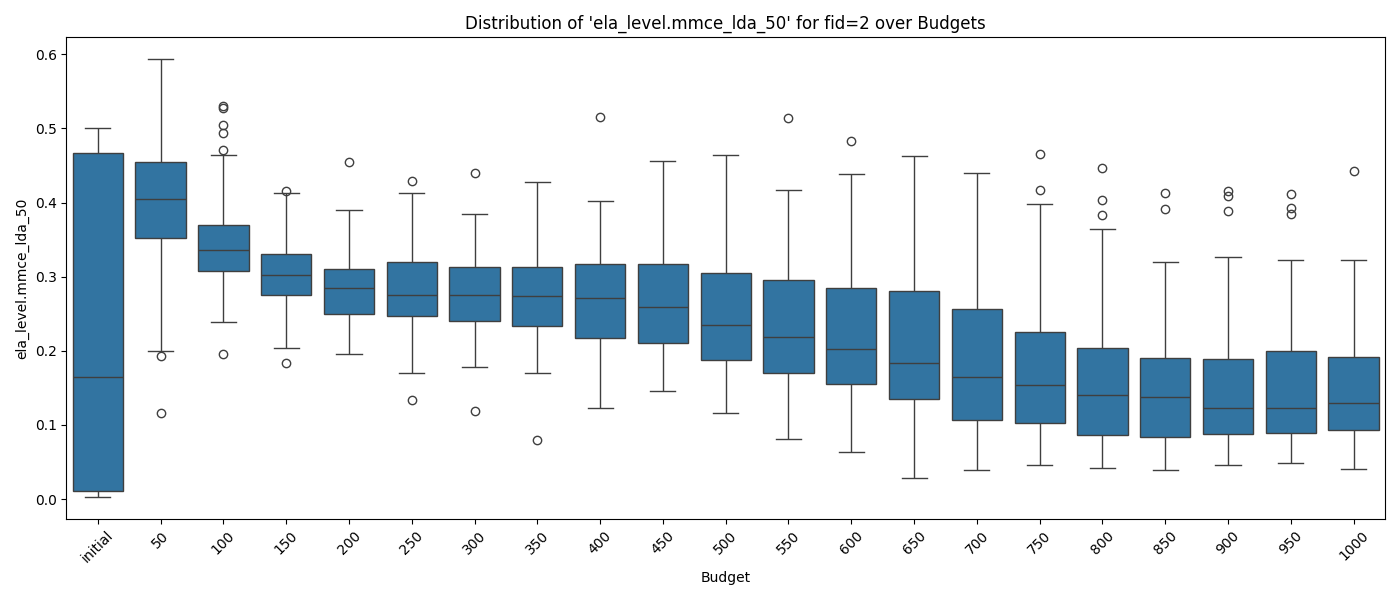 Distribution of 'ela_level.mmce_lda_50' for fid=2 over Budgets
ela_level.mmce_lda_50
0.6
0.5
0.4
0.3
0.2
0.1
0.0
initial 50 100 150 200 250 300 350 400 450 500 550 600 650 700 750 800 850 900 950 1000
Budget